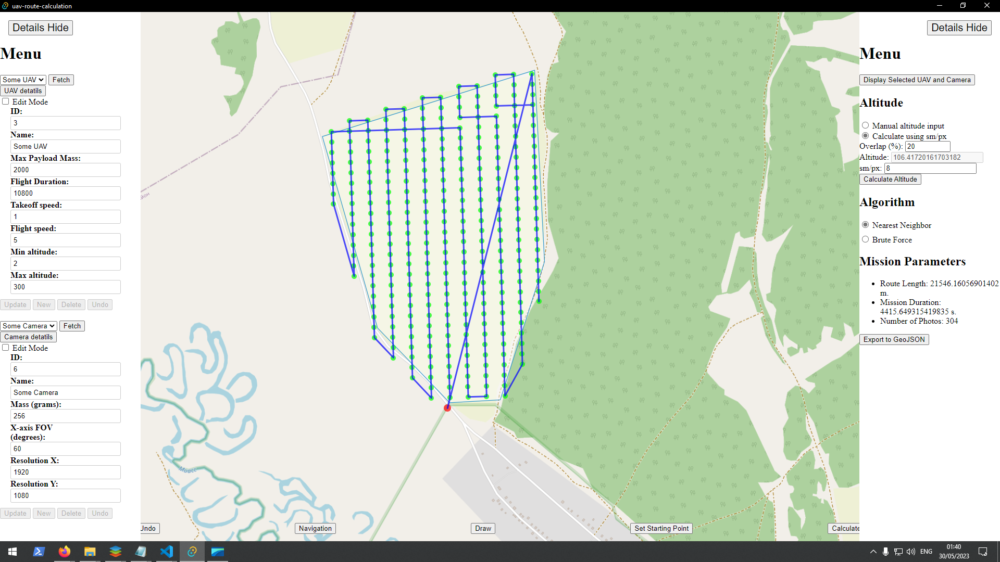 uav-route-calculation
Details Hide
Menu
Some UAV
Fetch
UAV detatils
Edit Mode
ID:
3
Name:
Some UAV
Max Payload Mass:
2000
Flight Duration:
10800
Takeoff speed:
1
Flight speed:
5
Min altitude:
2
Max altitude:
300
Update New Delete Undo
Some Camera
Fetch
Camera detatils
Edit Mode
ID:
6
Name:
Some Camera
Mass (grams):
256
X-axis FOV
(degrees):
60
Resolution X:
1920
Resolution Y:
1080
Update New Delete Undo
Миасс
Undo
Navigation
Draw
Set Starting Point
Calculate
Details Hide
Menu
Display Selected UAV and Camera
Altitude
Manual altitude input
Calculate using sm/px
Overlap (%): 20
Altitude: 106.41720161703182
sm/px: 8
Calculate Altitude
Algorithm
Nearest Neighbor
Brute Force
Mission Parameters
Route Length: 21546.16056901402
m.
Mission Duration:
4415.649315419835 s.
Number of Photos: 304
Export to GeoJSON
ENG
01:40
30/05/2023